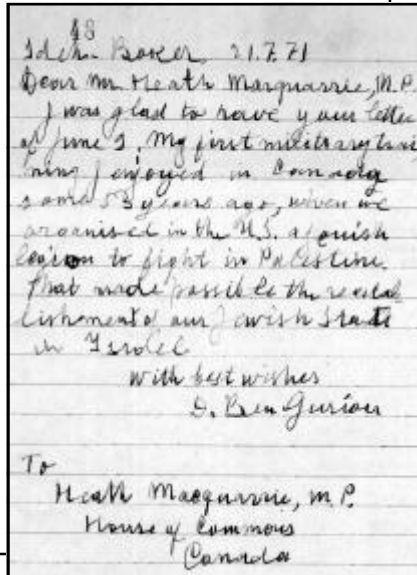 48
Sdeh Boker, 21.7.71
Dear Mr. Heath Macquarrie, M.P.
I was glad to have your letter
of June 2. My first military trai
ning I enjoyed in Canada
some 53 years ago, when we
organised in the U.S. a Jewish
legion to fight in Palestine.
That made possible the reestab
lishment of our Jewish State
in Israel
with best wishes
D. Ben Gurion
To
Heath Macquarrie, M.P.
House of Commons
Canada